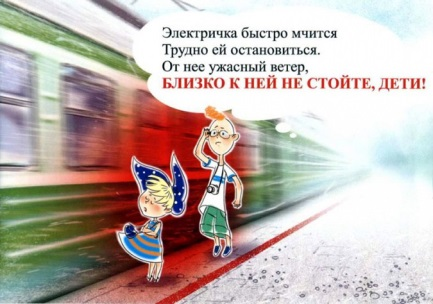 Электричка быстро мчится
Трудно ей остановиться.
От нее ужасный ветер,
БЛИЗКО К НЕЙ НЕ СТОЙТЕ, ДЕТИ!